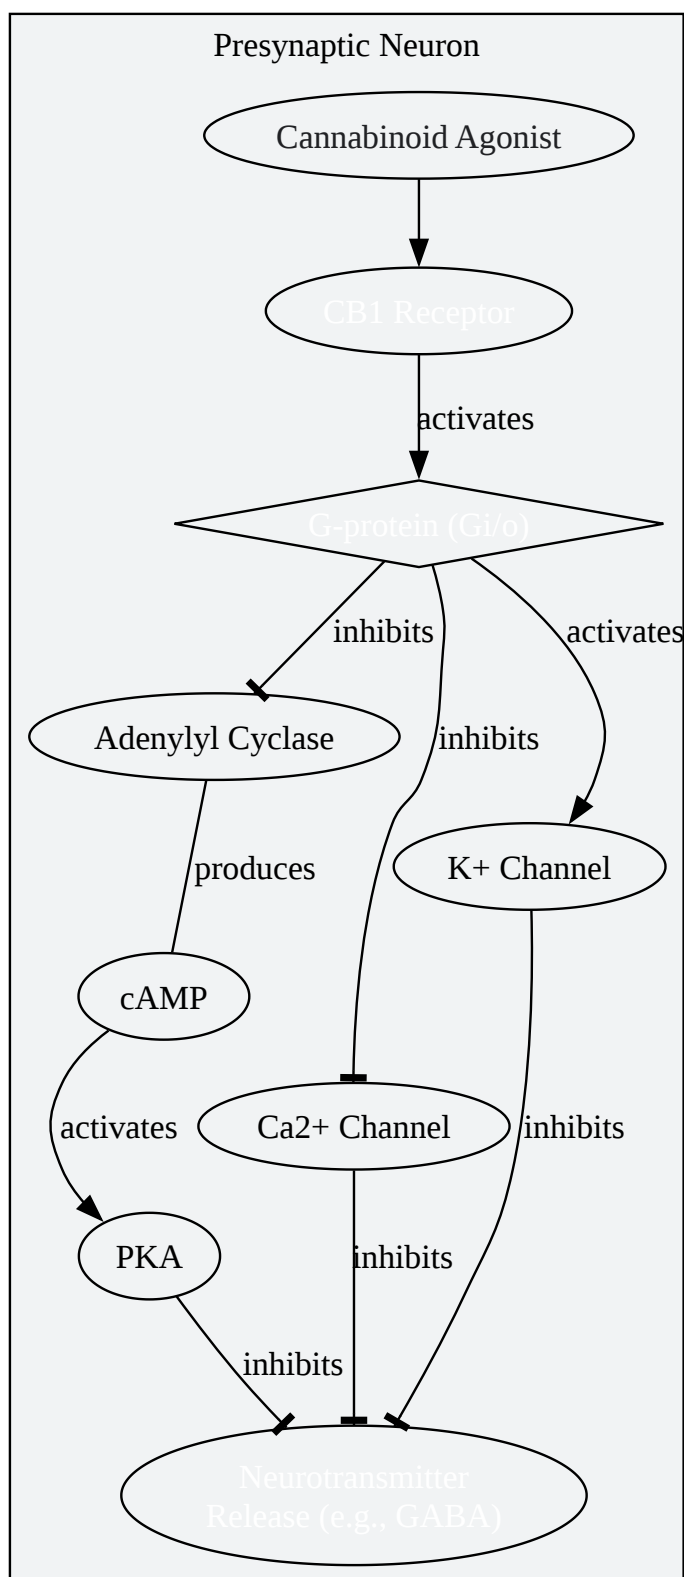 Presynaptic Neuron
Cannabinoid Agonist
CB1 Receptor
activates
G-protein (Gi/o)
inhibits
activates
Adenylyl Cyclase
inhibits
produces
K+ Channel
cAMP
activates
Ca2+ Channel
inhibits
PKA
inhibits
inhibits
Neurotransmitter
Release (e.g., GABA)